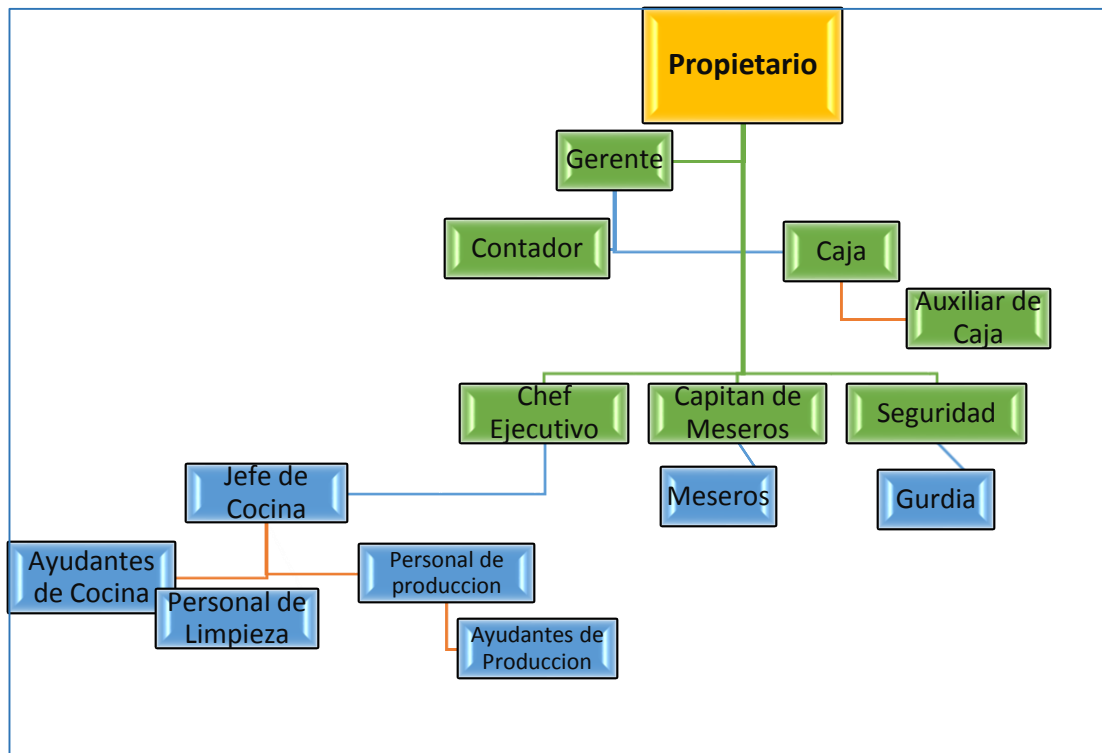 Propietario
Gerente
Contador
Caja
Auxiliar de
Caja
Chef
Ejecutivo
Capitan de
Meseros
Seguridad
Jefe de
Cocina
Meseros
Gurdia
Ayudantes
de Cocina
Personal de
Limpieza
Personal de
produccion
Ayudantes de
Produccion